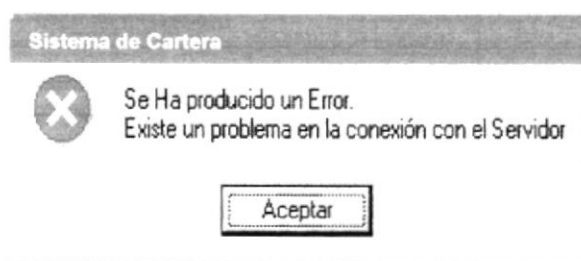 Sistema de Cartera
Se Ha producido un Error.
Existe un problema en la conexión con el Servidor
Aceptar